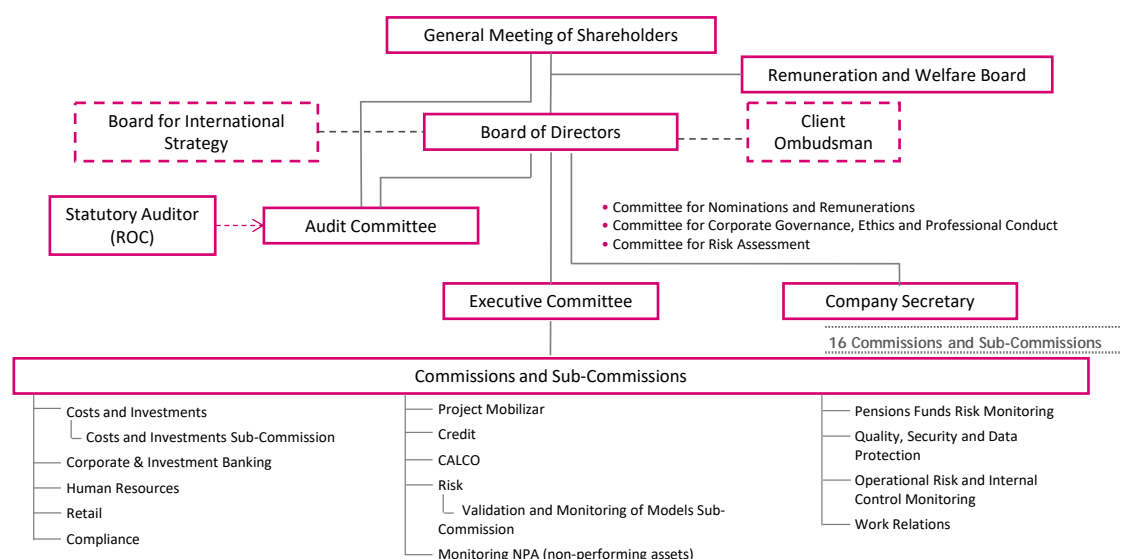 General Meeting of Shareholders
Remuneration and Welfare Board
Board for International
Strategy
Board of Directors
Client
Ombudsman
Statutory Auditor
(ROC)
Audit Committee
• Committee for Nominations and Remunerations
• Committee for Corporate Governance, Ethics and Professional Conduct
• Committee for Risk Assessment
Executive Committee
Company Secretary
16 Commissions and Sub-Commissions
Commissions and Sub-Commissions
Costs and Investments
Costs and Investments Sub-Commission
Corporate & Investment Banking
Human Resources
Retail
Compliance
Project Mobilizar
Credit
CALCO
Risk
Validation and Monitoring of Models Sub-
Commission
Monitoring NPA (non-performing assets)
Pensions Funds Risk Monitoring
Quality, Security and Data
Protection
Operational Risk and Internal
Control Monitoring
Work Relations